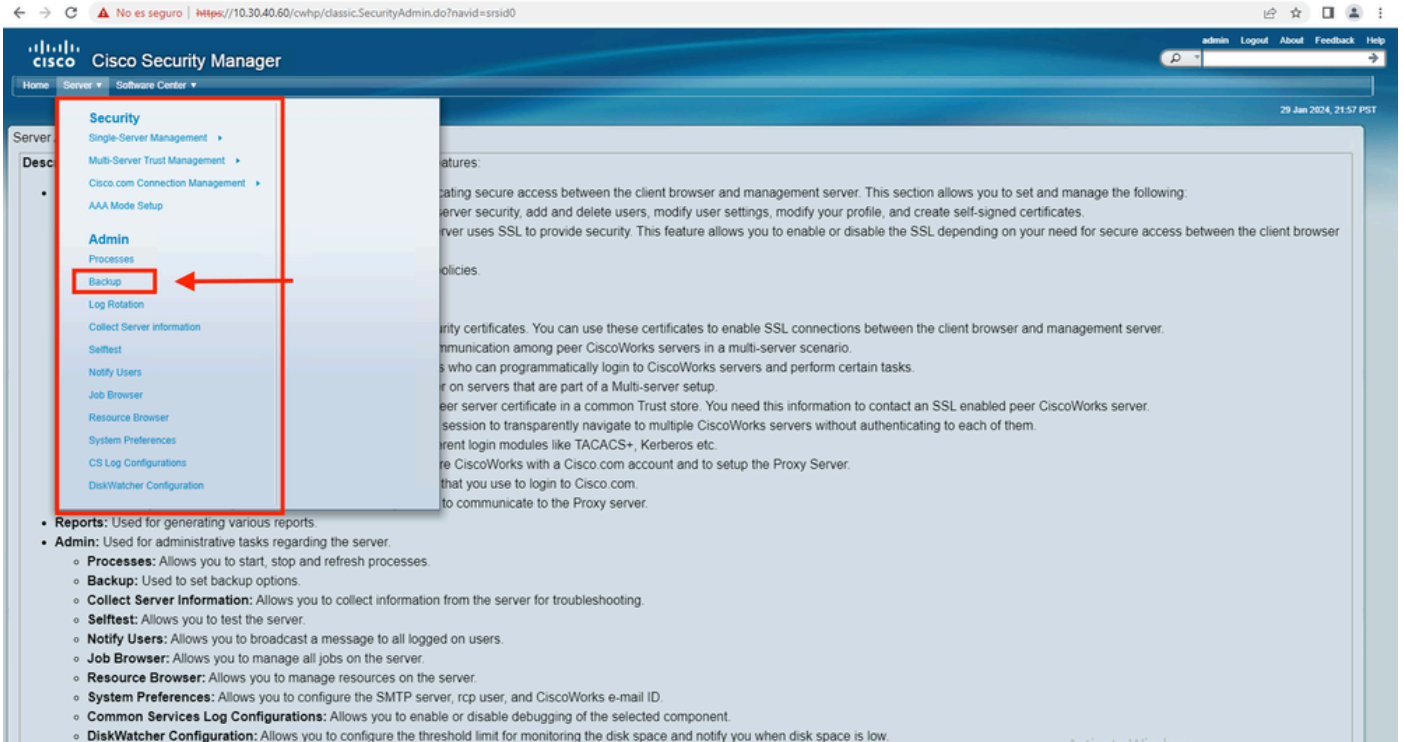 No es seguro | https://10.30.40.60/cwhp/classic.SecurityAdmin.do?navid=srsid0
admin Logout About Feedback Help
cisco Cisco Security Manager
Home Server Software Center
29 Jan 2024, 21:57 PST
Security
Server
Single-Server Management
Multi-Server Trust Management
atures:
Cisco.com Connection Management
cating secure access between the client browser and management server. This section allows you to set and manage the following:
AAA Mode Setup
erver security, add and delete users, modify user settings, modify your profile, and create self-signed certificates.
rver uses SSL to provide security. This feature allows you to enable or disable the SSL depending on your need for secure access between the client browser
Admin
Processes
olicies.
Backup
Log Rotation
Collect Server information
rity certificates. You can use these certificates to enable SSL connections between the client browser and management server.
Selftest
mmunication among peer CiscoWorks servers in a multi-server scenario.
Notify Users
s who can programmatically login to CiscoWorks servers and perform certain tasks.
Job Browser
r on servers that are part of a Multi-server setup.
eer server certificate in a common Trust store. You need this information to contact an SSL enabled peer CiscoWorks server.
Resource Browser
session to transparently navigate to multiple CiscoWorks servers without authenticating to each of them.
System Preferences
rent login modules like TACACS+, Kerberos etc.
CS Log Configurations
re CiscoWorks with a Cisco.com account and to setup the Proxy Server.
DiskWatcher Configuration
that you use to login to Cisco.com.
to communicate to the Proxy server.
• Reports: Used for generating various reports.
• Admin: Used for administrative tasks regarding the server.
◦ Processes: Allows you to start, stop and refresh processes.
◦ Backup: Used to set backup options.
◦ Collect Server Information: Allows you to collect information from the server for troubleshooting.
◦ Selftest: Allows you to test the server.
◦ Notify Users: Allows you to broadcast a message to all logged on users.
◦ Job Browser: Allows you to manage all jobs on the server.
◦ Resource Browser: Allows you to manage resources on the server.
◦ System Preferences: Allows you to configure the SMTP server, rcp user, and CiscoWorks e-mail ID.
◦ Common Services Log Configurations: Allows you to enable or disable debugging of the selected component.
◦ DiskWatcher Configuration: Allows you to configure the threshold limit for monitoring the disk space and notify you when disk space is low.